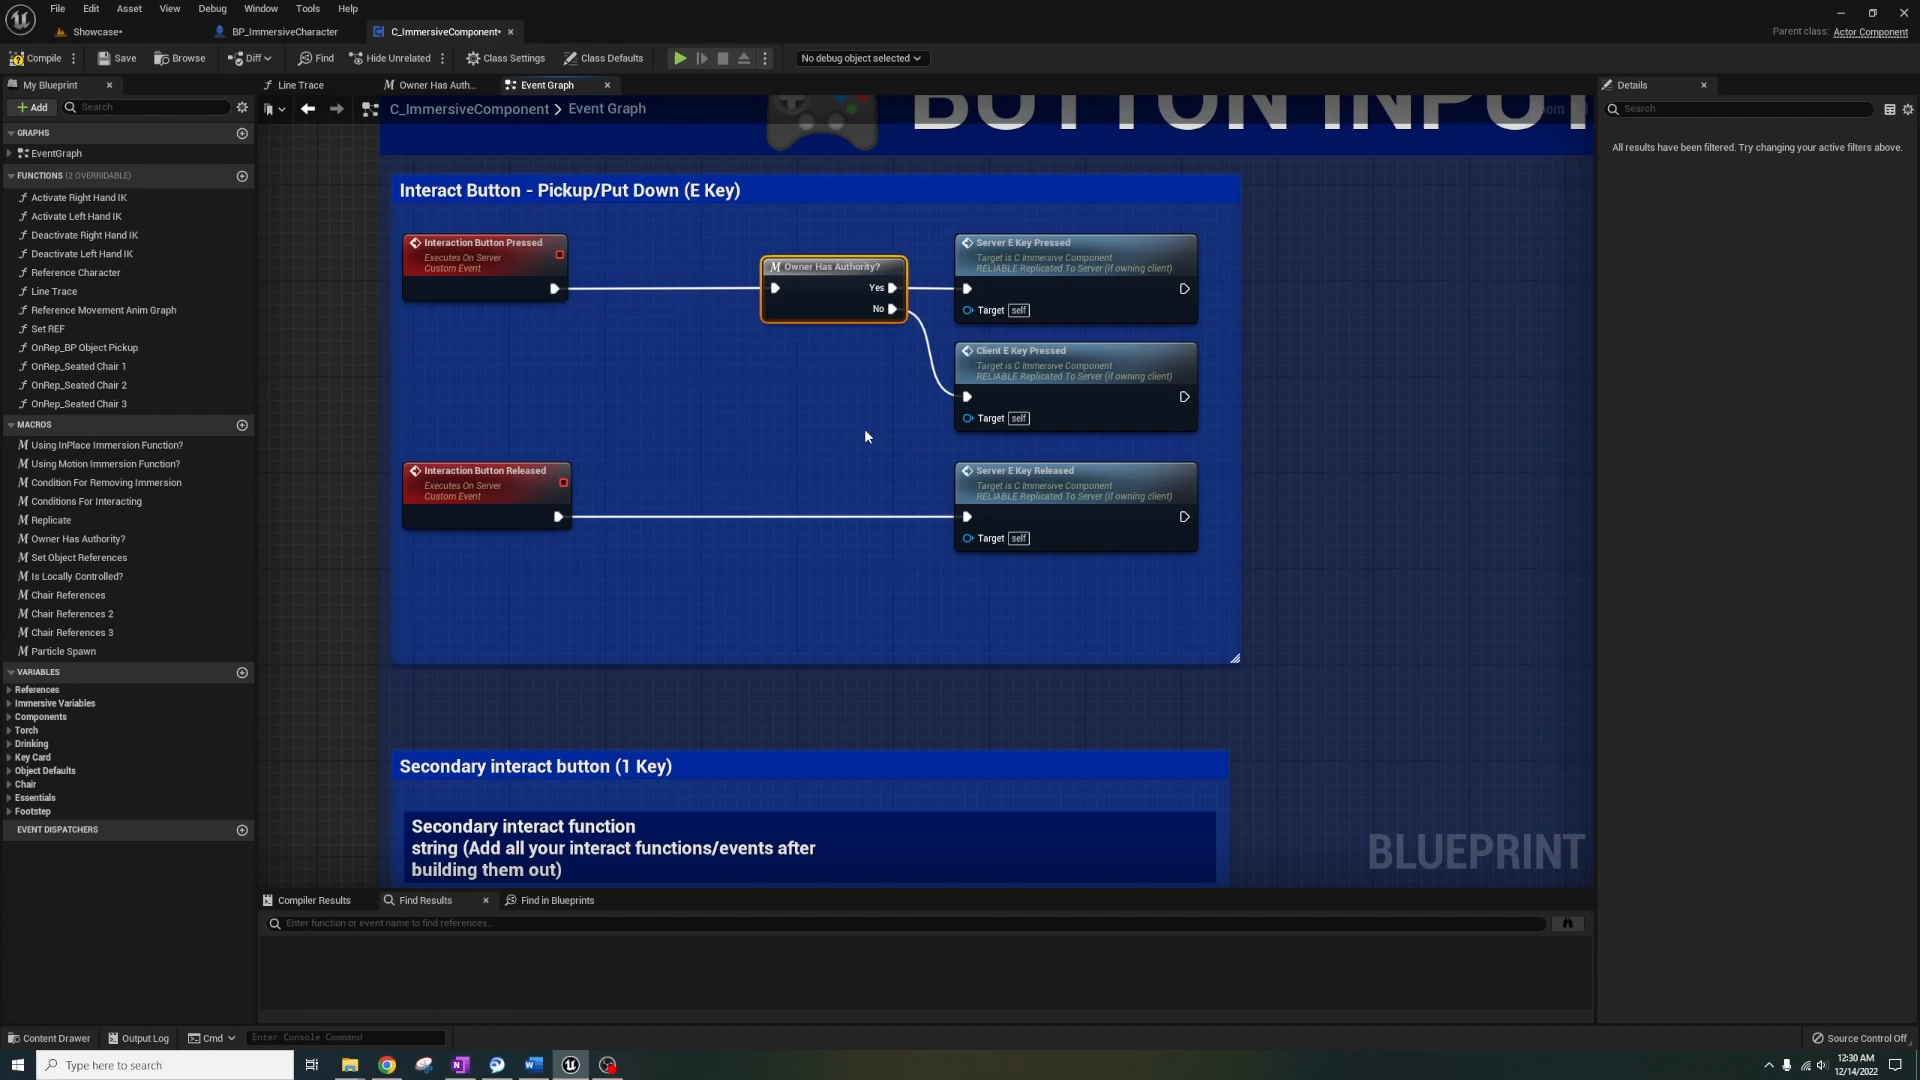 File Edit Asset View Debug Window Tools Help
Showcase* BP_ImmersiveCharacter C_ImmersiveComponent*
Parent class: Actor Component
Compile Save Browse Diff Find Hide Unrelated Class Settings Class Defaults No debug object selected
My Blueprint
Line Trace Owner Has Auth... Event Graph
Details
Add Search
C_ImmersiveComponent > Event Graph
Search
All results have been filtered. Try changing your active filters above.
BUTTON INPUT
GRAPHS
EventGraph
FUNCTIONS (2 OVERRIDABLE)
Activate Right Hand IK
Activate Left Hand IK
Deactivate Right Hand IK
Deactivate Left Hand IK
Reference Character
Line Trace
Reference Movement Anim Graph
Set REF
OnRep_BP Object Pickup
OnRep_Seated Chair 1
OnRep_Seated Chair 2
OnRep_Seated Chair 3
MACROS
Using InPlace Immersion Function?
Using Motion Immersion Function?
Condition For Removing Immersion
Conditions For Interacting
Replicate
Owner Has Authority?
Set Object References
Is Locally Controlled?
Chair References
Chair References 2
Chair References 3
Particle Spawn
VARIABLES
References
Immersive Variables
Components
Torch
Drinking
Key Card
Object Defaults
Chair
Essentials
Footstep
EVENT DISPATCHERS
Interact Button - Pickup/Put Down (E Key)
Interaction Button Pressed
Executes On Server
Custom Event
Owner Has Authority?
Yes
No
Server E Key Pressed
Target is C Immersive Component
RELIABLE Replicated To Server (if owning client)
Target self
Client E Key Pressed
Target is C Immersive Component
RELIABLE Replicated To Server (if owning client)
Target self
Interaction Button Released
Executes On Server
Custom Event
Server E Key Released
Target is C Immersive Component
RELIABLE Replicated To Server (if owning client)
Target self
Secondary interact button (1 Key)
Secondary interact function
string (Add all your interact functions/events after
building them out)
BLUEPRINT
Compiler Results Find Results Find in Blueprints
Enter function or event name to find references...
Content Drawer Output Log Cmd Enter Console Command
Source Control Off
Type here to search
12:30 AM
12/14/2022